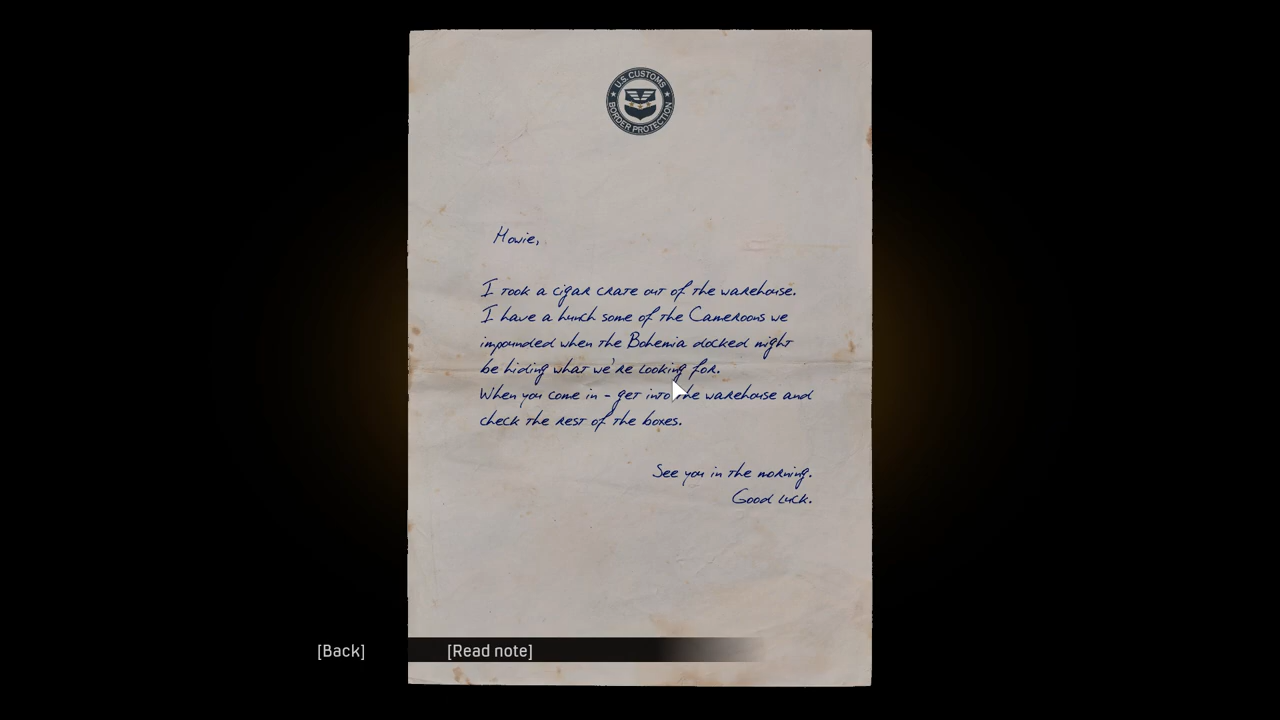 U.S. CUSTOMS
BORDER PROTECTION
Howie,
I took a cigar crate out of the warehouse.
I have a hunch some of the Cameroons we
impounded when the Bohemia docked might
be hiding what we're looking for.
When you come in - get into the warehouse and
check the rest of the boxes.
See you in the morning.
Good luck.
[Back] [Read note]